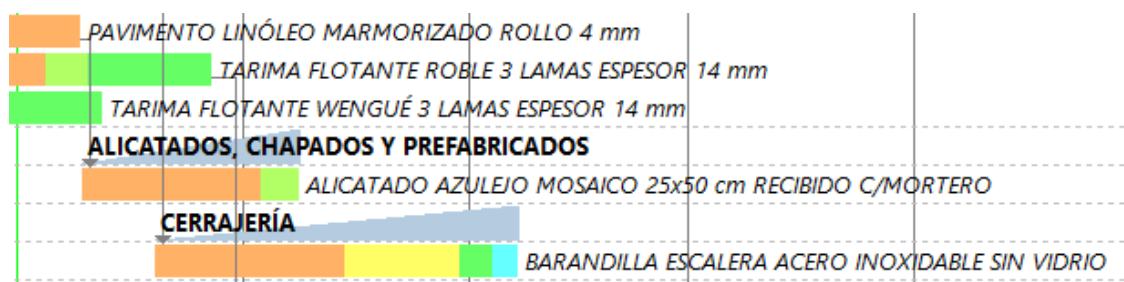 PAVIMENTO LINÓLEO MARMORIZADO ROLLO 4 mm
TARIMA FLOTANTE ROBLE 3 LAMAS ESPESOR 14 mm
TARIMA FLOTANTE WENGUÉ 3 LAMAS ESPESOR 14 mm
ALICATADOS, CHAPADOS Y PREFABRICADOS
ALICATADO AZULEJO MOSAICO 25x50 cm RECIBIDO C/MORTERO
CERRAJERÍA
BARANDILLA ESCALERA ACERO INOXIDABLE SIN VIDRIO